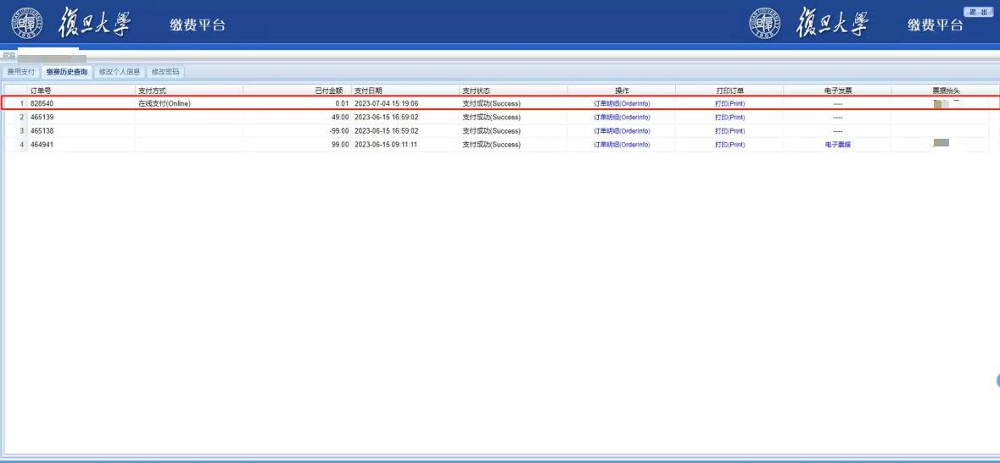 復旦大學 缴费平台 復旦大學 缴费平台 退 出
欢迎
费用支付 缴费历史查询 修改个人信息 修改密码
订单号 支付方式 已付金额 支付日期 支付状态 操作 打印订单 电子发票 票据抬头
1 828540 在线支付(Online) 0.01 2023-07-04 15:19:06 支付成功(Success) 订单明细(OrderInfo) 打印(Print) ----
2 465139 49.00 2023-06-15 16:59:02 支付成功(Success) 订单明细(OrderInfo) 打印(Print) ----
3 465138 -99.00 2023-06-15 16:59:02 支付成功(Success) 订单明细(OrderInfo) 打印(Print) ----
4 464941 99.00 2023-06-15 09:11:11 支付成功(Success) 订单明细(OrderInfo) 打印(Print) 电子票据